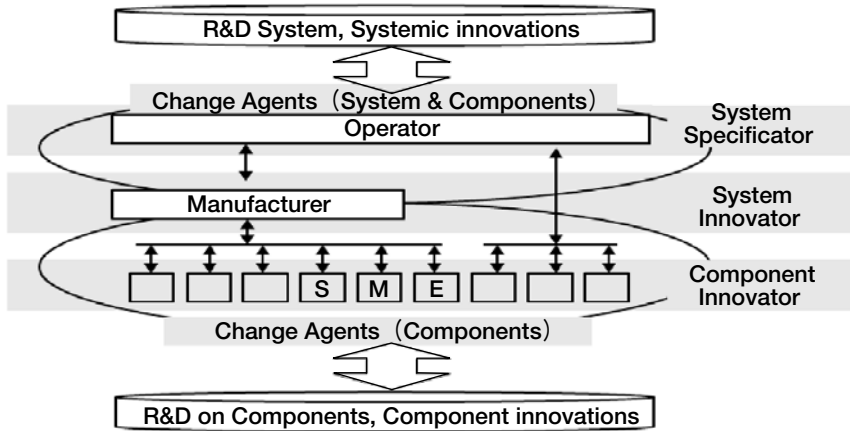 R&D System, Systemic innovations
Change Agents（System & Components）
Operator
System
Specificator
Manufacturer
System
Innovator
S M E
Component
Innovator
Change Agents（Components）
R&D on Components, Component innovations